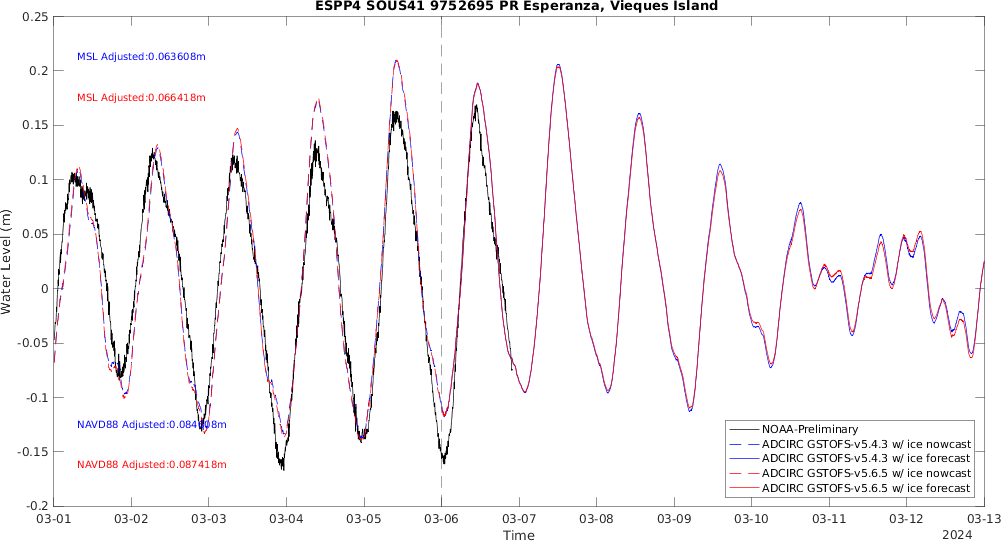 ESPP4 SOUS41 9752695 PR Esperanza, Vieques Island
0.25
0.2
0.15
0.1
0.05
0
-0.05
-0.1
-0.15
-0.2
Water Level (m)
MSL Adjusted:0.063608m
MSL Adjusted:0.066418m
NAVD88 Adjusted:0.084608m
NAVD88 Adjusted:0.087418m
NOAA-Preliminary
ADCIRC GSTOFS-v5.4.3 w/ ice nowcast
ADCIRC GSTOFS-v5.4.3 w/ ice forecast
ADCIRC GSTOFS-v5.6.5 w/ ice nowcast
ADCIRC GSTOFS-v5.6.5 w/ ice forecast
03-01 03-02 03-03 03-04 03-05 03-06 03-07 03-08 03-09 03-10 03-11 03-12 03-13
Time
2024